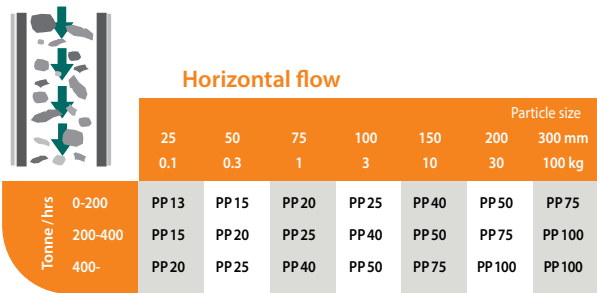 Horizontal flow
Particle size
25 50 75 100 150 200 300 mm
0.1 0.3 1 3 10 30 100 kg
Tonne/hrs
0-200 PP13 PP15 PP20 PP25 PP40 PP50 PP75
200-400 PP15 PP20 PP25 PP40 PP50 PP75 PP100
400- PP20 PP25 PP40 PP50 PP75 PP100 PP100